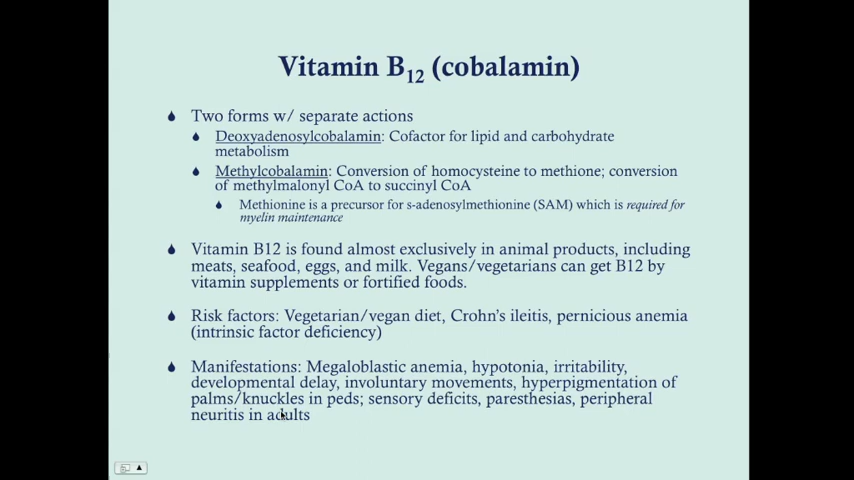 Vitamin B12 (cobalamin)
Two forms w/ separate actions
Deoxyadenosylcobalamin: Cofactor for lipid and carbohydrate
metabolism
Methylcobalamin: Conversion of homocysteine to methione; conversion
of methylmalonyl CoA to succinyl CoA
Methionine is a precursor for s-adenosylmethionine (SAM) which is required for
myelin maintenance
Vitamin B12 is found almost exclusively in animal products, including
meats, seafood, eggs, and milk. Vegans/vegetarians can get B12 by
vitamin supplements or fortified foods.
Risk factors: Vegetarian/vegan diet, Crohn's ileitis, pernicious anemia
(intrinsic factor deficiency)
Manifestations: Megaloblastic anemia, hypotonia, irritability,
developmental delay, involuntary movements, hyperpigmentation of
palms/knuckles in peds; sensory deficits, paresthesias, peripheral
neuritis in adults